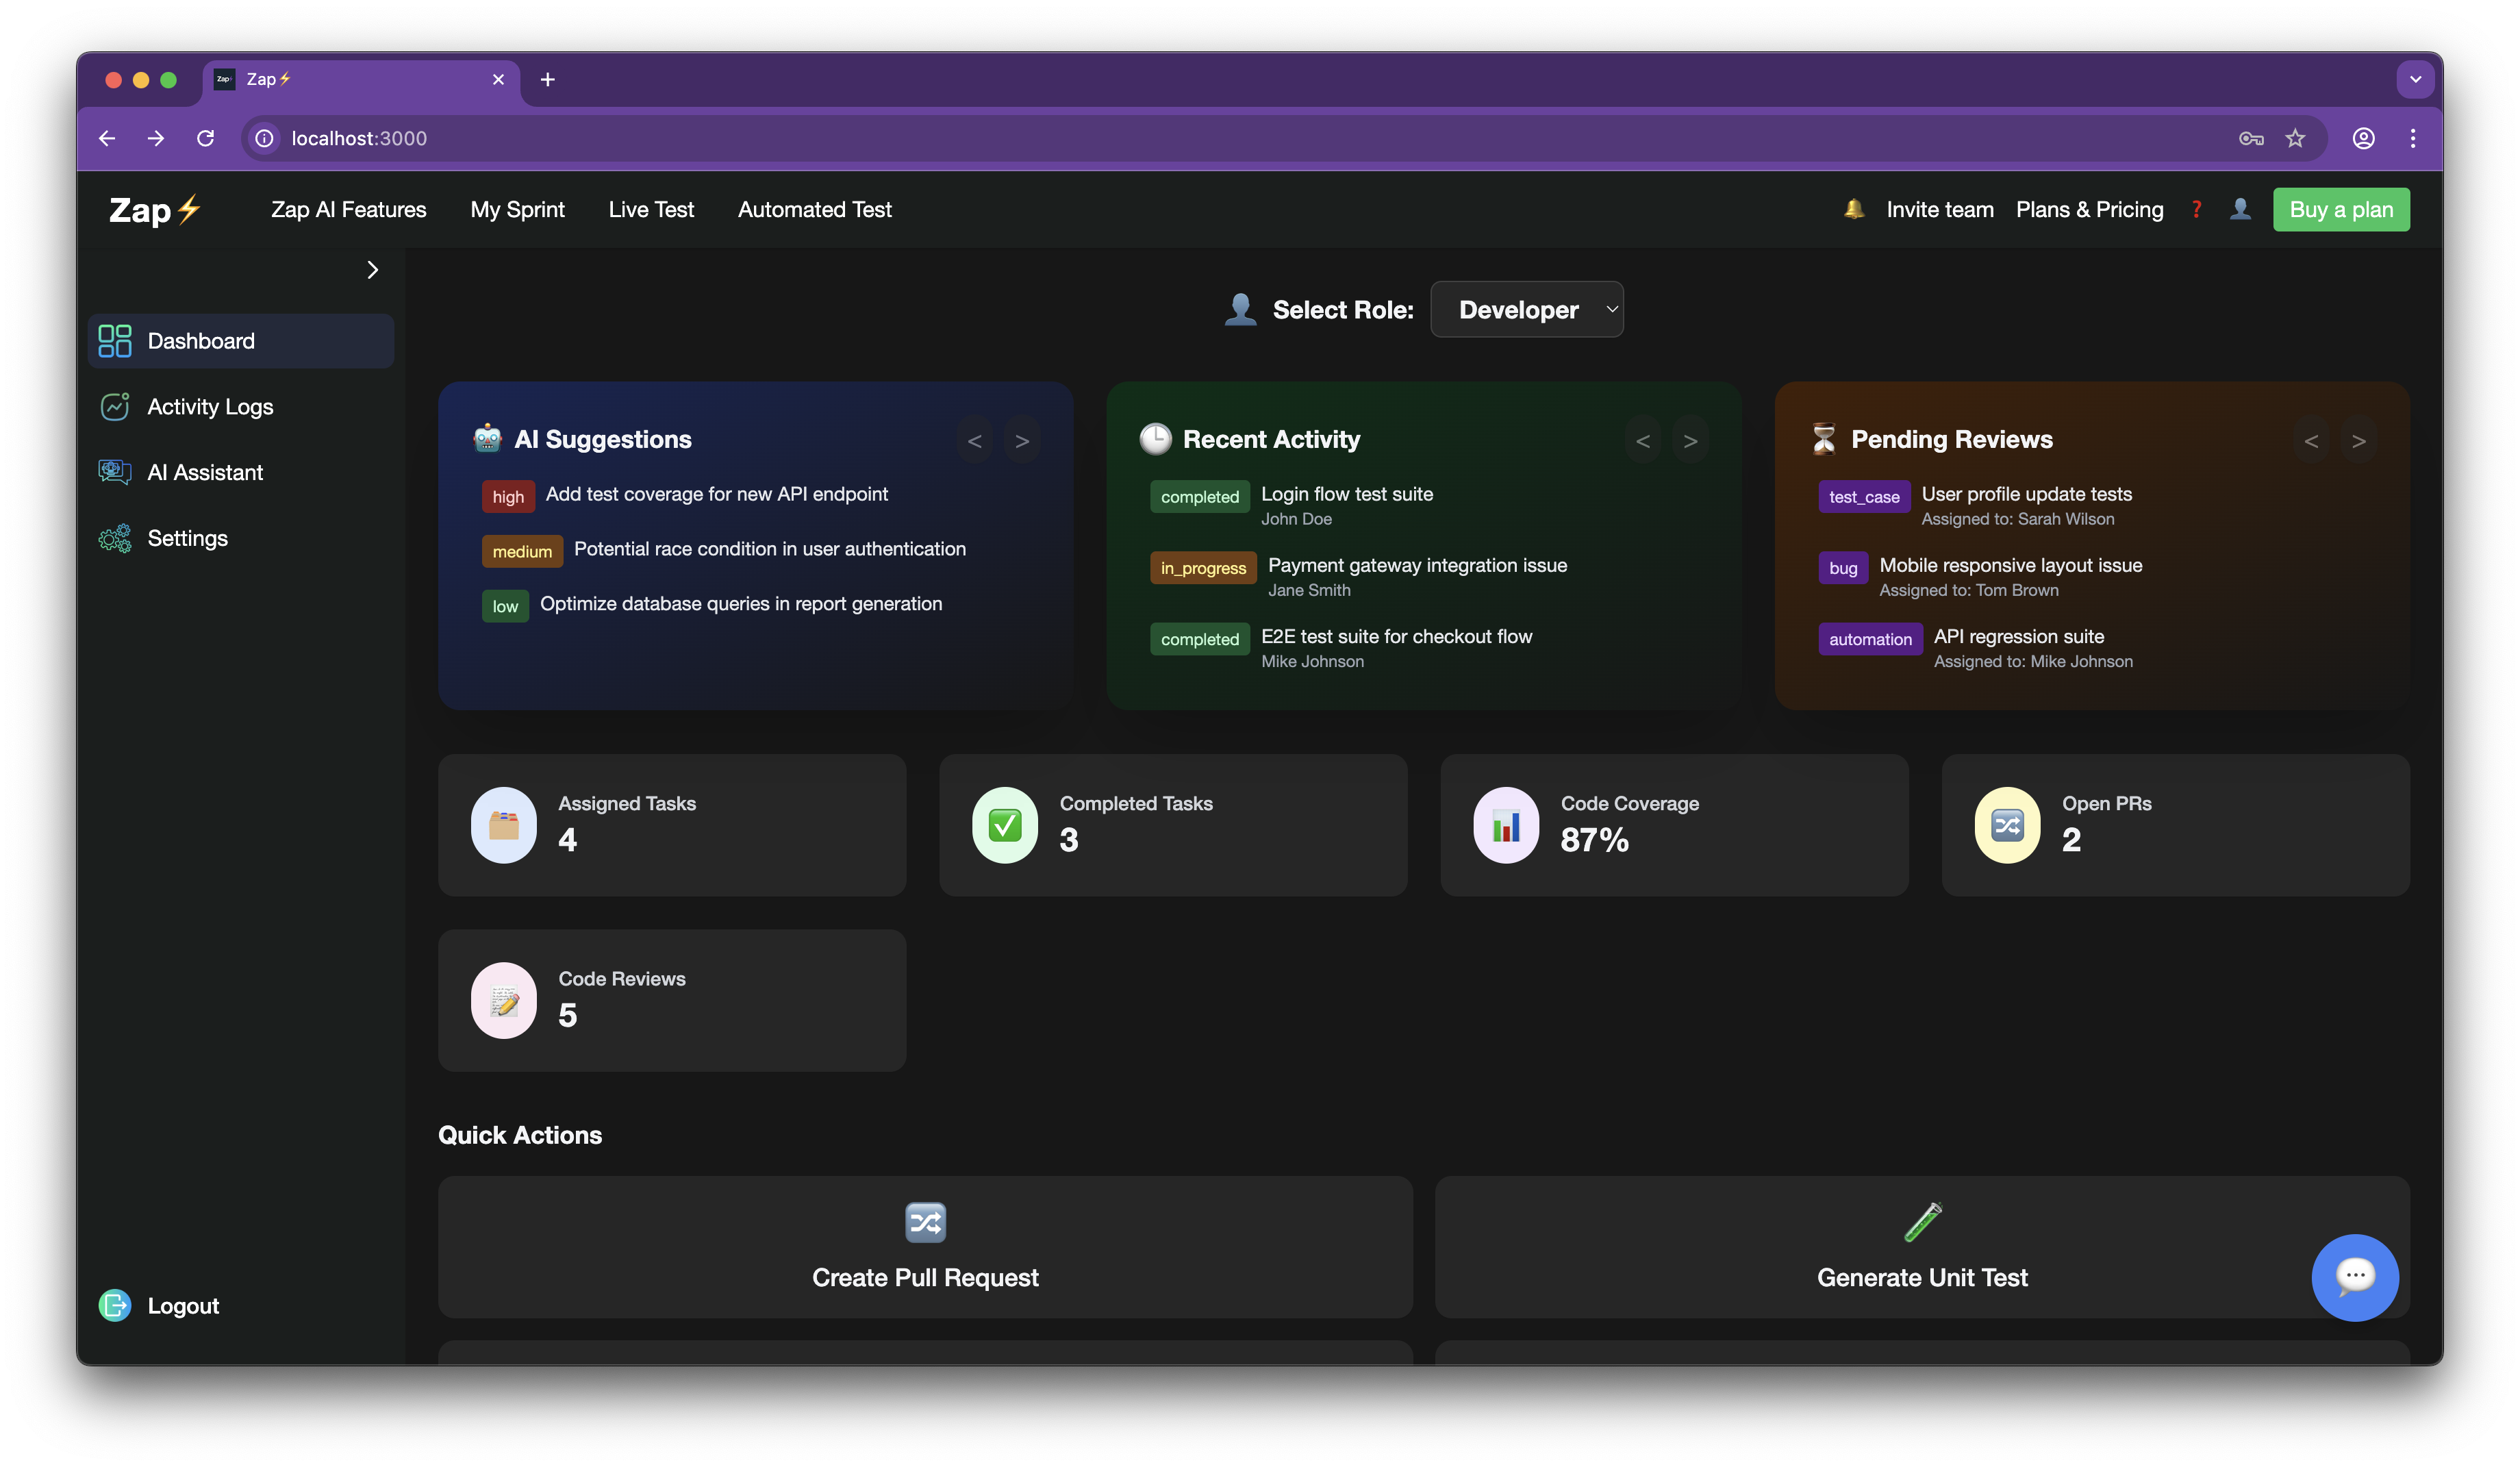 Zap⚡
localhost:3000
Zap⚡
Zap AI Features
My Sprint
Live Test
Automated Test
Invite team
Plans & Pricing
?
Buy a plan
Dashboard
Activity Logs
AI Assistant
Settings
Logout
Select Role:
Developer
AI Suggestions
< >
high Add test coverage for new API endpoint
medium Potential race condition in user authentication
low Optimize database queries in report generation
Recent Activity
< >
completed Login flow test suite
John Doe
in_progress Payment gateway integration issue
Jane Smith
completed E2E test suite for checkout flow
Mike Johnson
Pending Reviews
< >
test_case User profile update tests
Assigned to: Sarah Wilson
bug Mobile responsive layout issue
Assigned to: Tom Brown
automation API regression suite
Assigned to: Mike Johnson
Assigned Tasks
4
Completed Tasks
3
Code Coverage
87%
Open PRs
2
Code Reviews
5
Quick Actions
Create Pull Request
Generate Unit Test